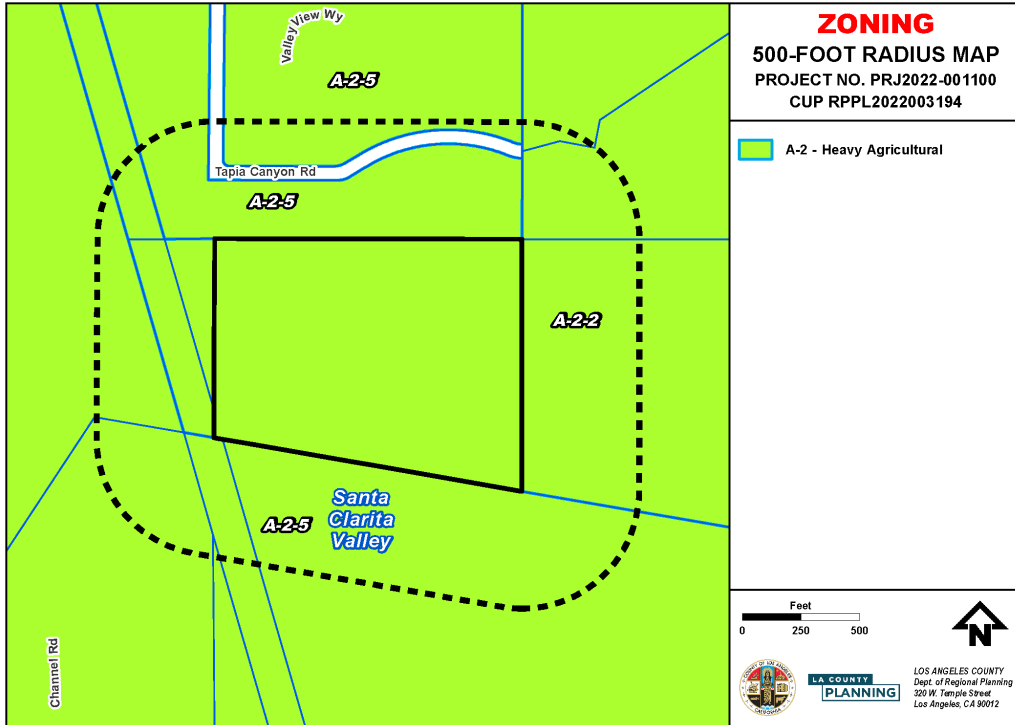 Valley View Wy
A-2-5
Tapia Canyon Rd
A-2-5
A-2-2
A-2-5
Santa
Clarita
Valley
Channel Rd
ZONING
500-FOOT RADIUS MAP
PROJECT NO. PRJ2022-001100
CUP RPPL2022003194
A-2 - Heavy Agricultural
Feet
0 250 500
N
LA COUNTY
PLANNING
LOS ANGELES COUNTY
Dept. of Regional Planning
320 W. Temple Street
Los Angeles, CA 90012